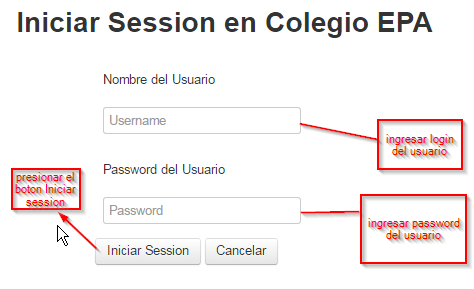 Iniciar Session en Colegio EPA
Nombre del Usuario
Username
ingresar login
del usuario
Password del Usuario
presionar el
boton Iniciar
session
Password
ingresar password
del usuario
Iniciar Session
Cancelar